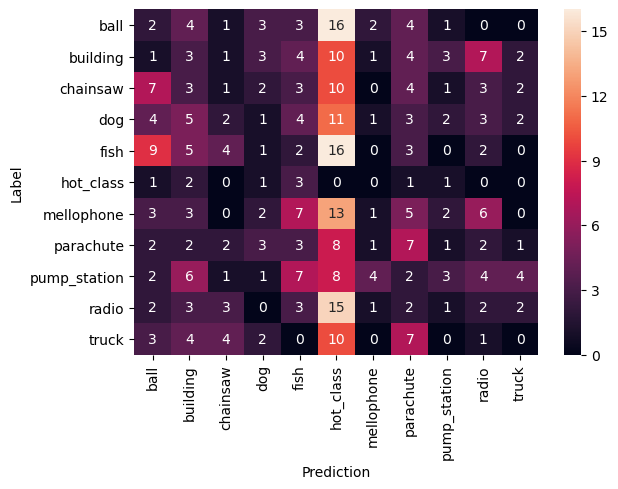 ball 2 4 1 3 3 16 2 4 1 0 0
building 1 3 1 3 4 10 1 4 3 7 2
chainsaw 7 3 1 2 3 10 0 4 1 3 2
dog 4 5 2 1 4 11 1 3 2 3 2
fish 9 5 4 1 2 16 0 3 0 2 0
hot_class 1 2 0 1 3 0 0 1 1 0 0
mellophone 3 3 0 2 7 13 1 5 2 6 0
parachute 2 2 2 3 3 8 1 7 1 2 1
pump_station 2 6 1 1 7 8 4 2 3 4 4
radio 2 3 3 0 3 15 1 2 1 2 2
truck 3 4 4 2 0 10 0 7 0 1 0
Label
ball building chainsaw dog fish hot_class mellophone parachute pump_station radio truck
Prediction
15
12
9
6
3
0